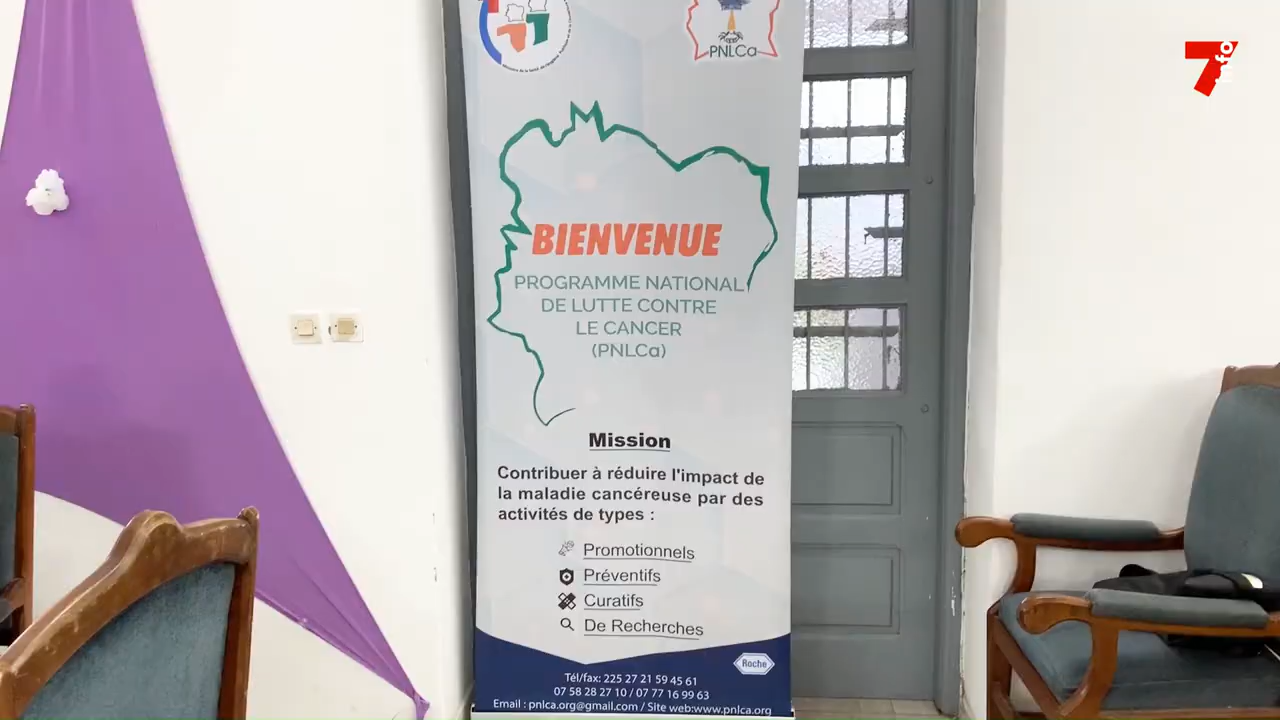 PNLCa
7 info
BIENVENUE
PROGRAMME NATIONAL
DE LUTTE CONTRE
LE CANCER
(PNLCa)
Mission
Contribuer à réduire l'impact de
la maladie cancéreuse par des
activités de types :
Promotionnels
Préventifs
Curatifs
De Recherches
Roche
Tél/fax: 225 27 21 59 45 61
07 58 28 27 10 / 07 77 16 99 63
Email : pnlca.org@gmail.com / Site web:www.pnlca.org